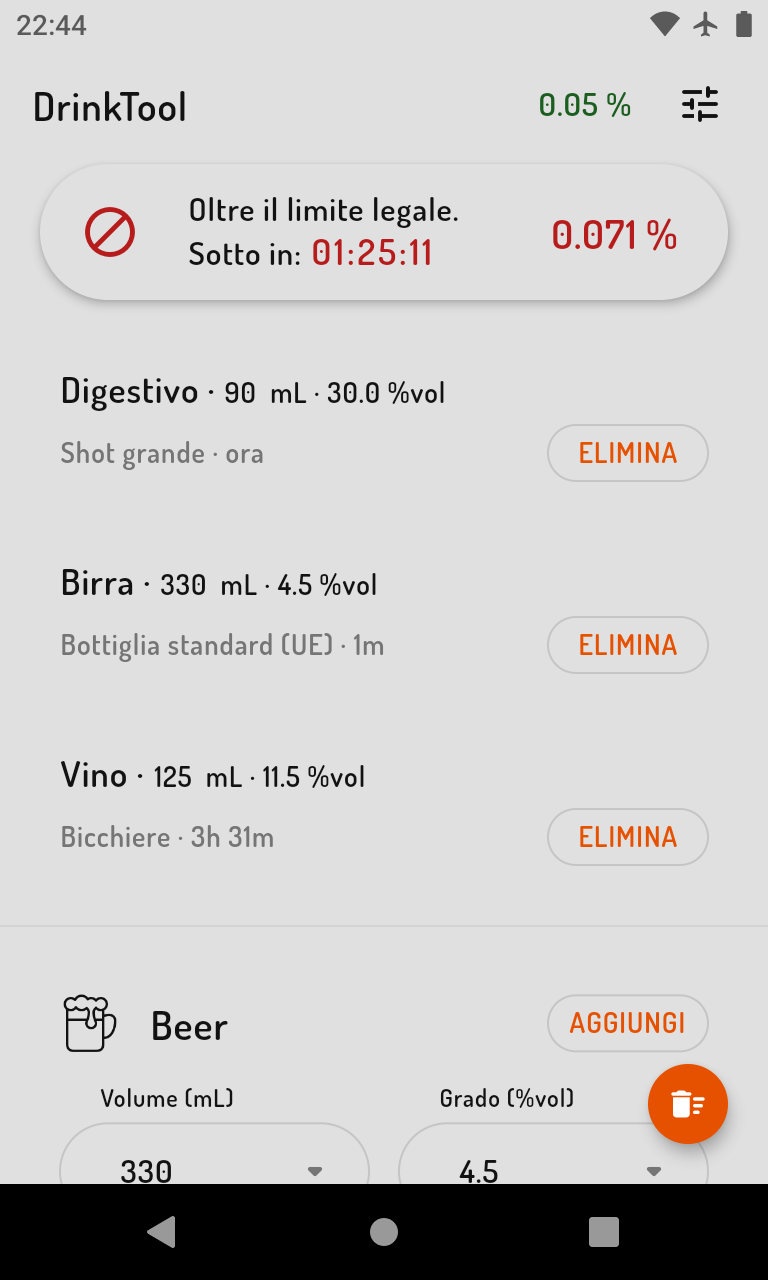 22:44
DrinkTool 0.05 %
Oltre il limite legale.
Sotto in: 01:25:11 0.071 %
Digestivo · 90 mL · 30.0 %vol
Shot grande · ora ELIMINA
Birra · 330 mL · 4.5 %vol
Bottiglia standard (UE) · 1m ELIMINA
Vino · 125 mL · 11.5 %vol
Bicchiere · 3h 31m ELIMINA
Beer AGGIUNGI
Volume (mL) Grado (%vol)
330 4.5